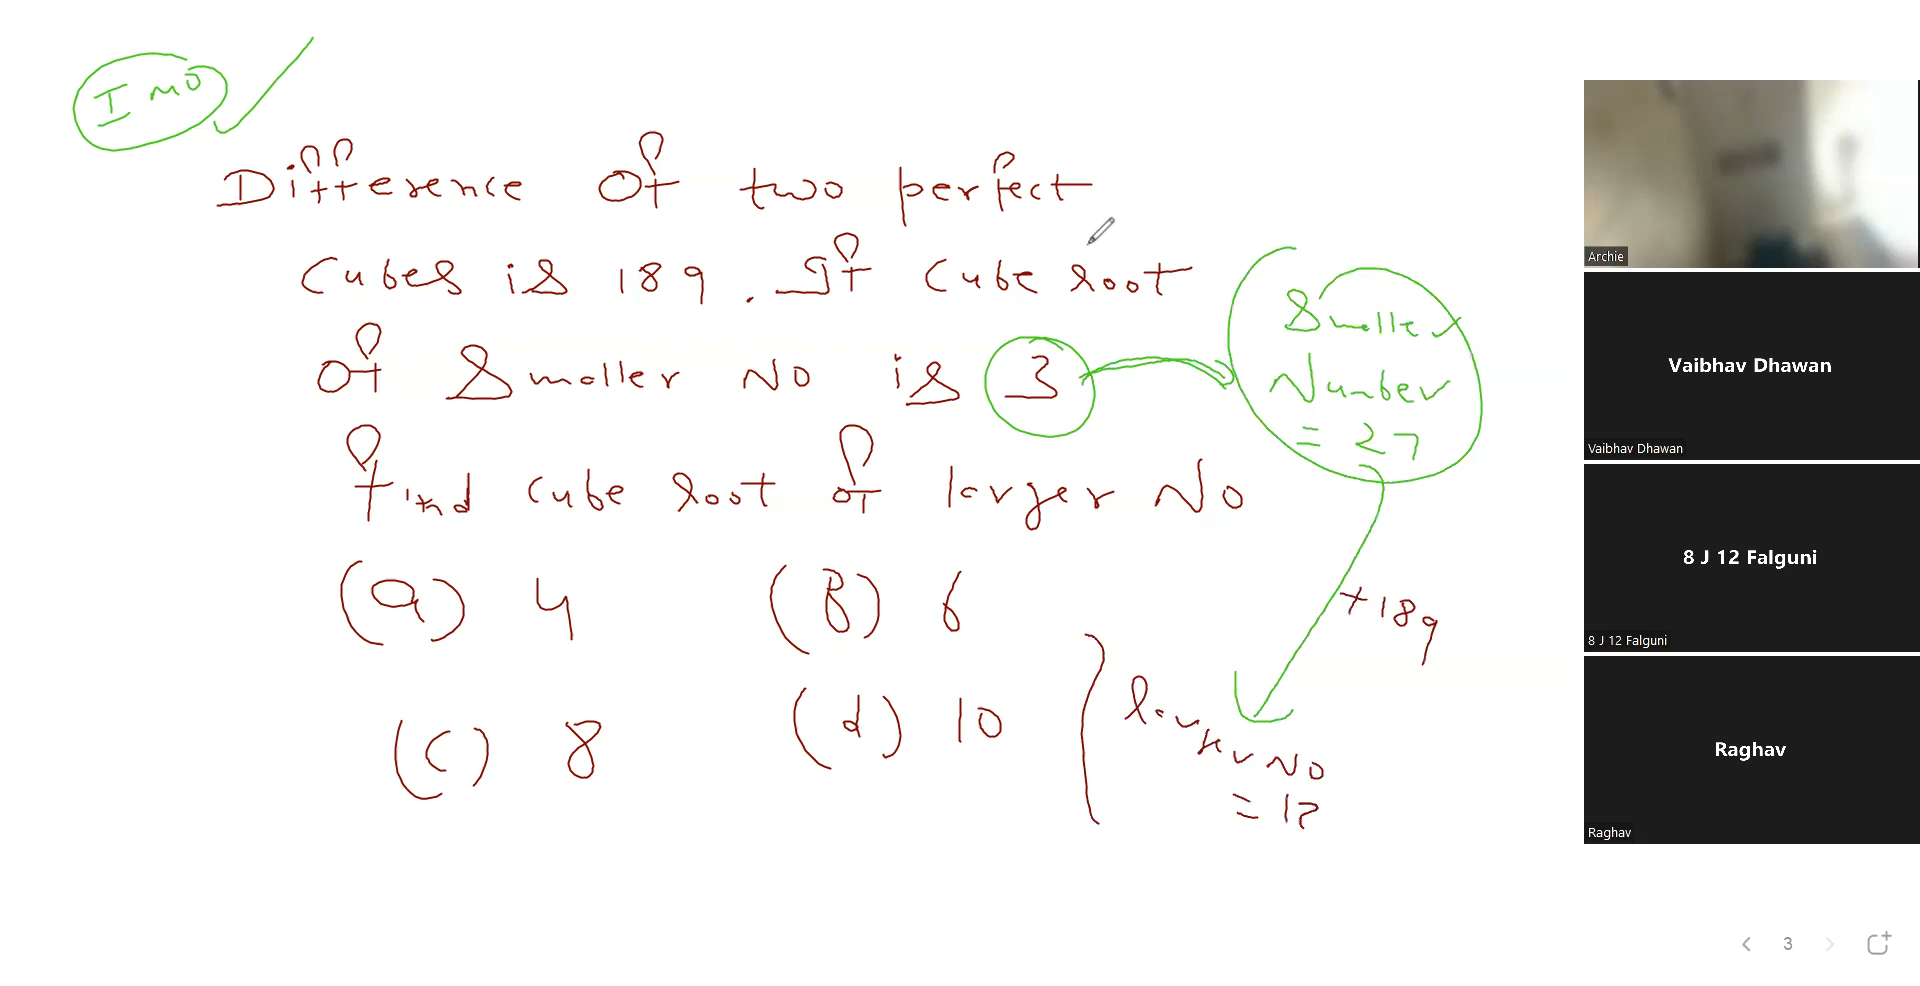 IMO
Difference Of two perfect
Cubes is 189. If Cube root
Of Smaller No is 3
find cube root of larger No
(a) 4 (B) 6
(c) 8 (d) 10
Smaller
Number
= 27
+189
larger No
= 12
Archie
Vaibhav Dhawan
Vaibhav Dhawan
8 J 12 Falguni
8 J 12 Falguni
Raghav
Raghav
3